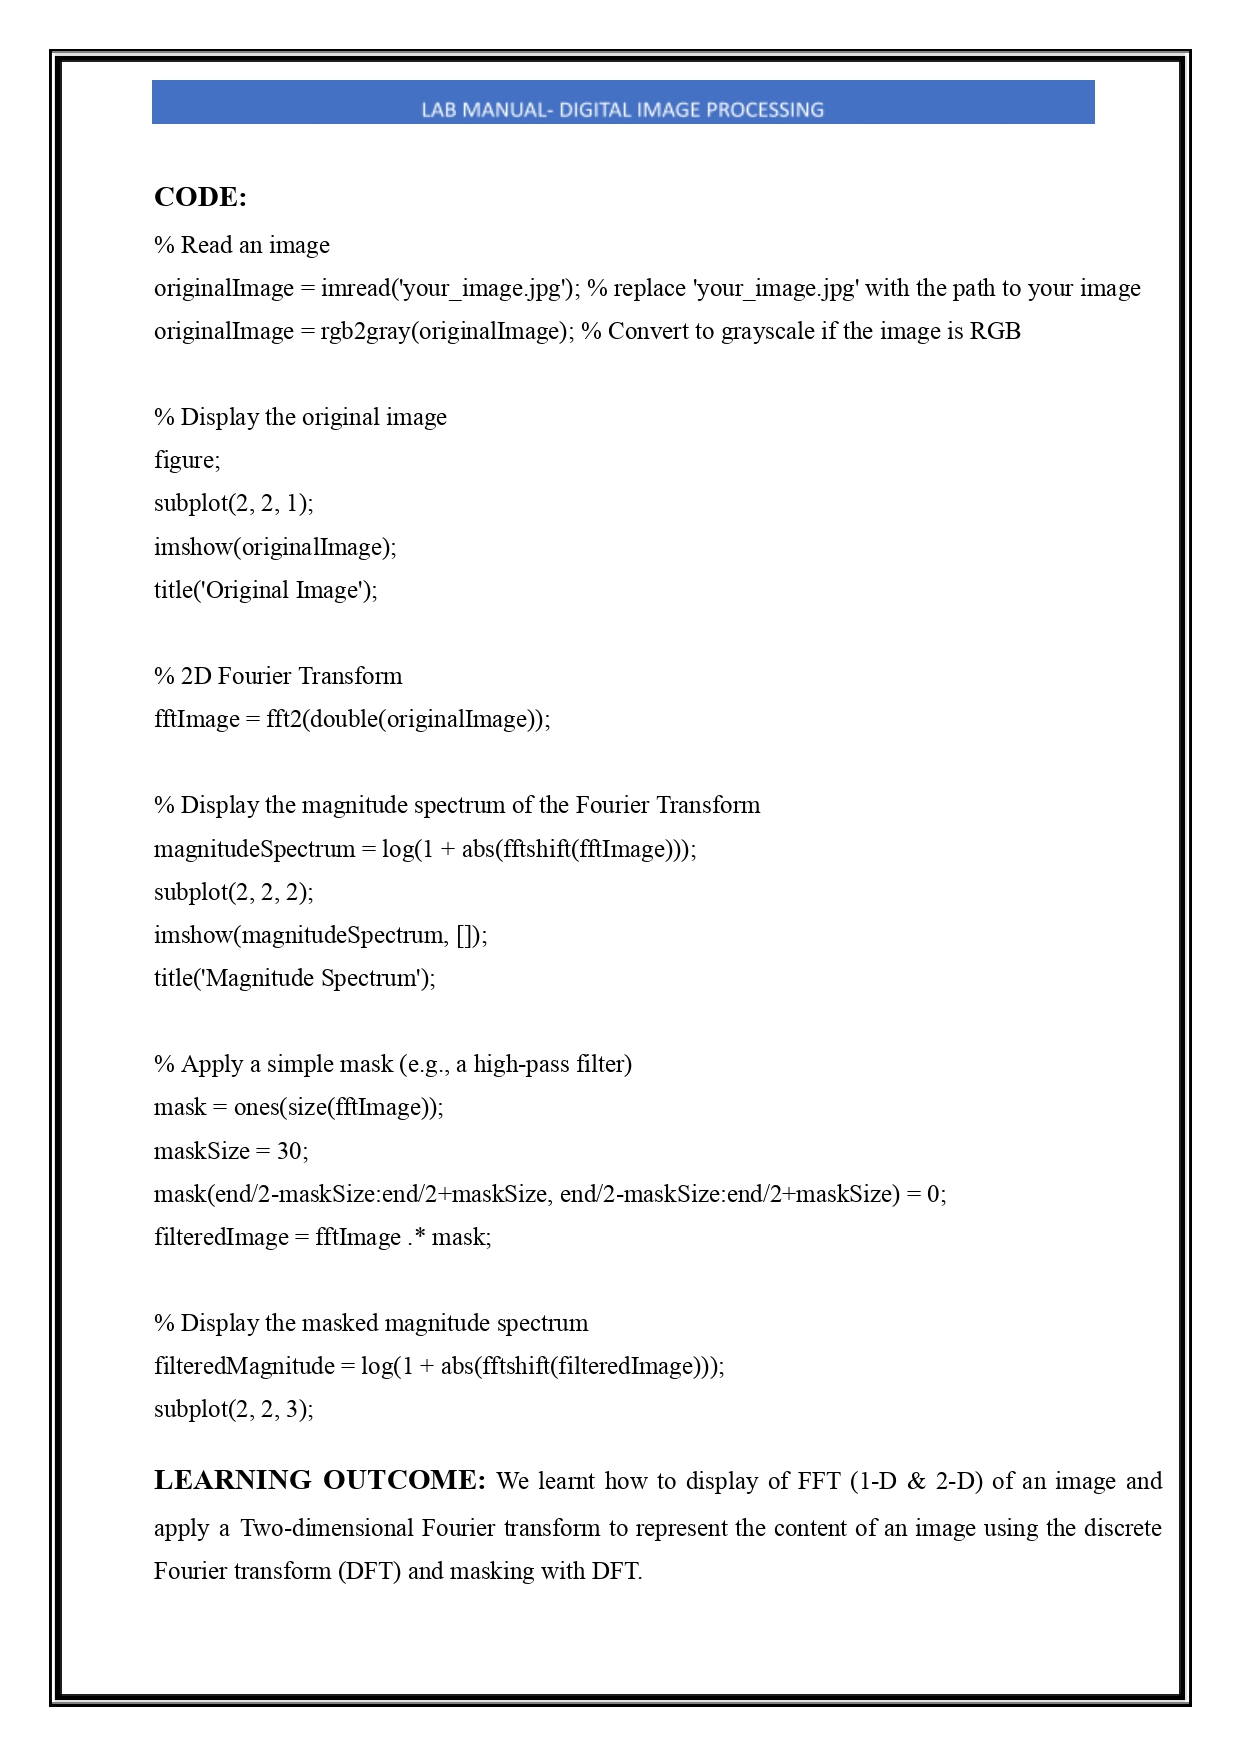 LAB MANUAL- DIGITAL IMAGE PROCESSING
CODE:
% Read an image
originalImage = imread('your_image.jpg'); % replace 'your_image.jpg' with the path to your image
originalImage = rgb2gray(originalImage); % Convert to grayscale if the image is RGB
% Display the original image
figure;
subplot(2, 2, 1);
imshow(originalImage);
title('Original Image');
% 2D Fourier Transform
fftImage = fft2(double(originalImage));
% Display the magnitude spectrum of the Fourier Transform
magnitudeSpectrum = log(1 + abs(fftshift(fftImage)));
subplot(2, 2, 2);
imshow(magnitudeSpectrum, []);
title('Magnitude Spectrum');
% Apply a simple mask (e.g., a high-pass filter)
mask = ones(size(fftImage));
maskSize = 30;
mask(end/2-maskSize:end/2+maskSize, end/2-maskSize:end/2+maskSize) = 0;
filteredImage = fftImage .* mask;
% Display the masked magnitude spectrum
filteredMagnitude = log(1 + abs(fftshift(filteredImage)));
subplot(2, 2, 3);
LEARNING OUTCOME: We learnt how to display of FFT (1-D & 2-D) of an image and
apply a Two-dimensional Fourier transform to represent the content of an image using the discrete
Fourier transform (DFT) and masking with DFT.